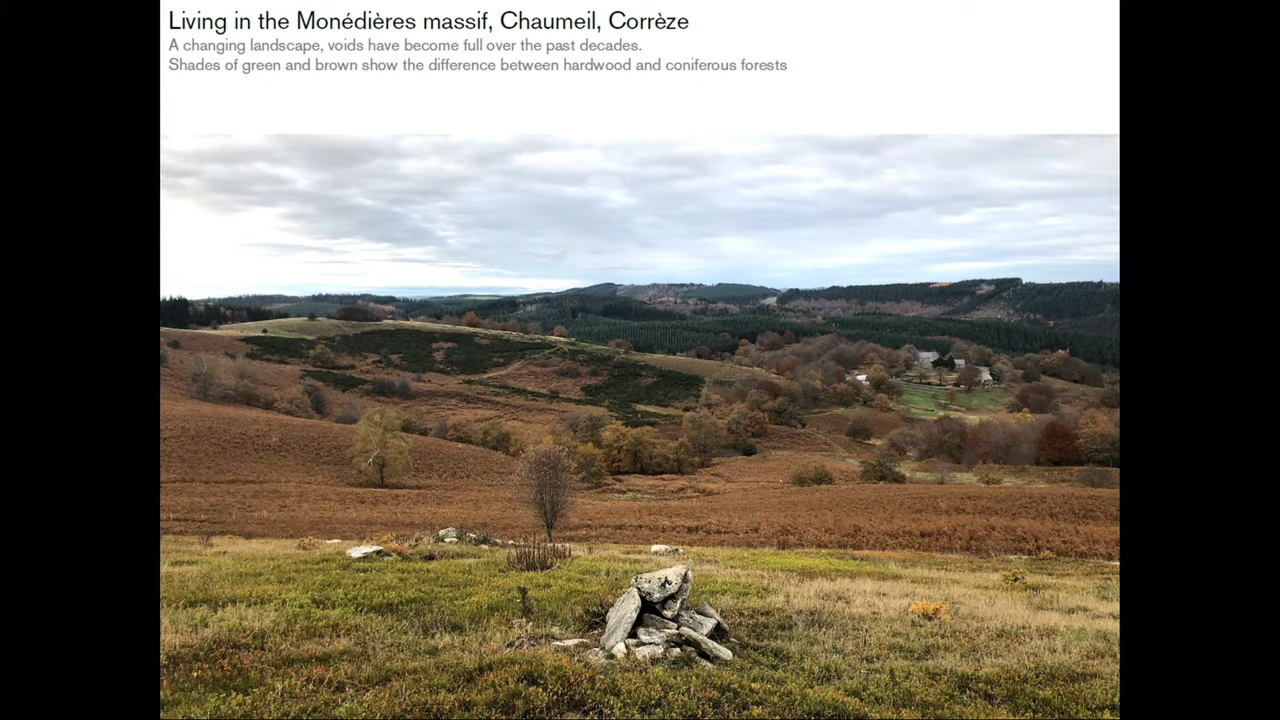 Living in the Monédières massif, Chaumeil, Corrèze
A changing landscape, voids have become full over the past decades.
Shades of green and brown show the difference between hardwood and coniferous forests